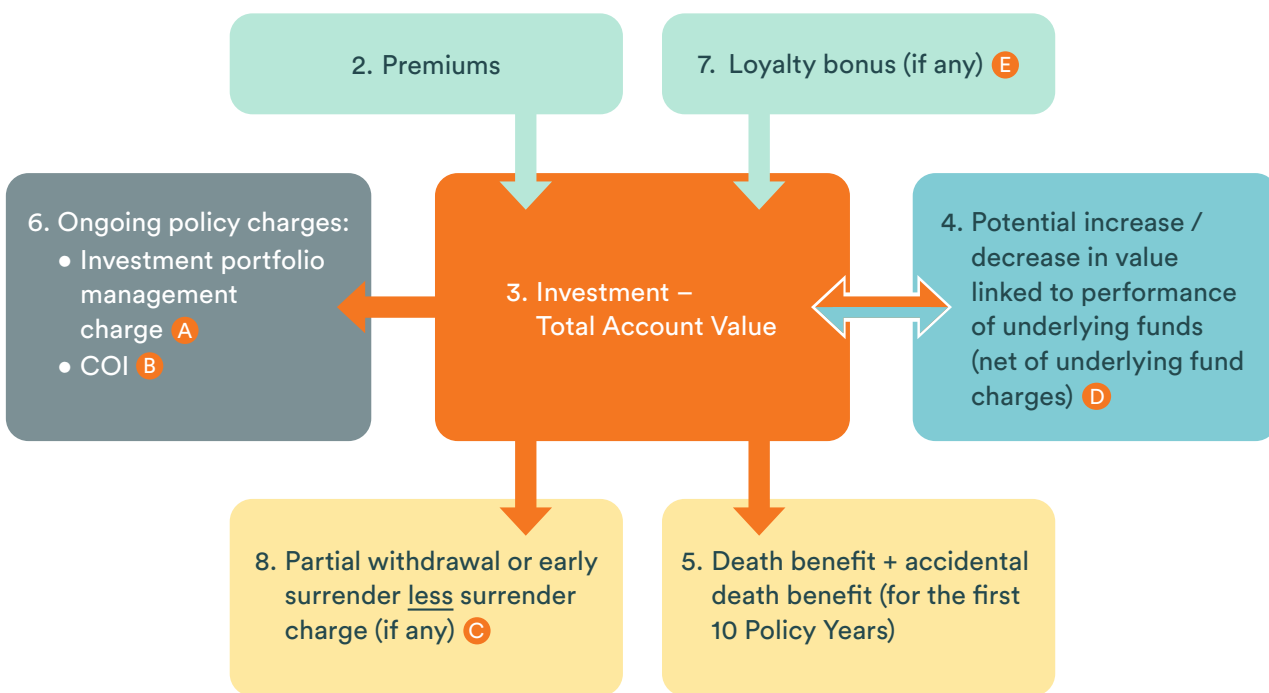 2. Premiums
7. Loyalty bonus (if any) E
6. Ongoing policy charges:
• Investment portfolio
management
charge A
• COI B
3. Investment –
Total Account Value
4. Potential increase /
decrease in value
linked to performance
of underlying funds
(net of underlying fund
charges) D
8. Partial withdrawal or early
surrender less surrender
charge (if any) C
5. Death benefit + accidental
death benefit (for the first
10 Policy Years)